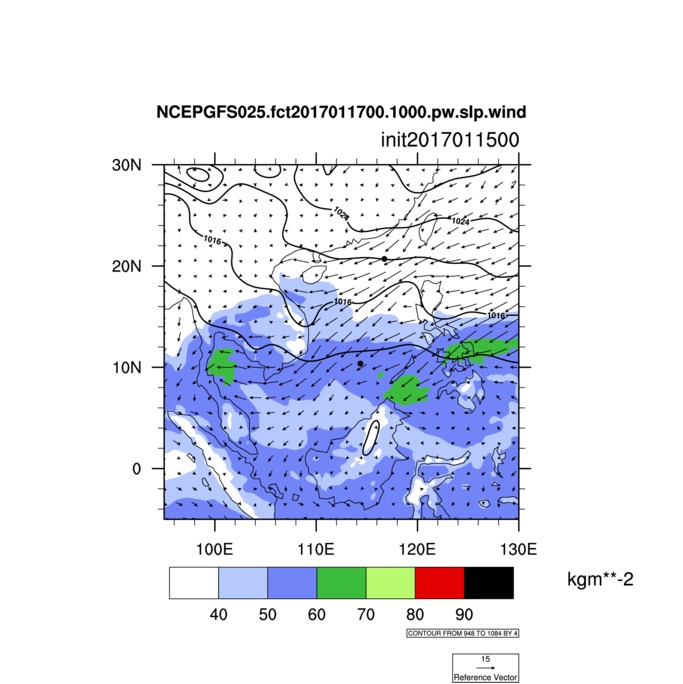 NCEPGFS025.fct2017011700.1000.pw.slp.wind
init2017011500
30N
1024
1024
1016
20N
1016
1016
10N
0
100E 110E 120E 130E
kgm**-2
40 50 60 70 80 90
CONTOUR FROM 948 TO 1084 BY 4
15
Reference Vector